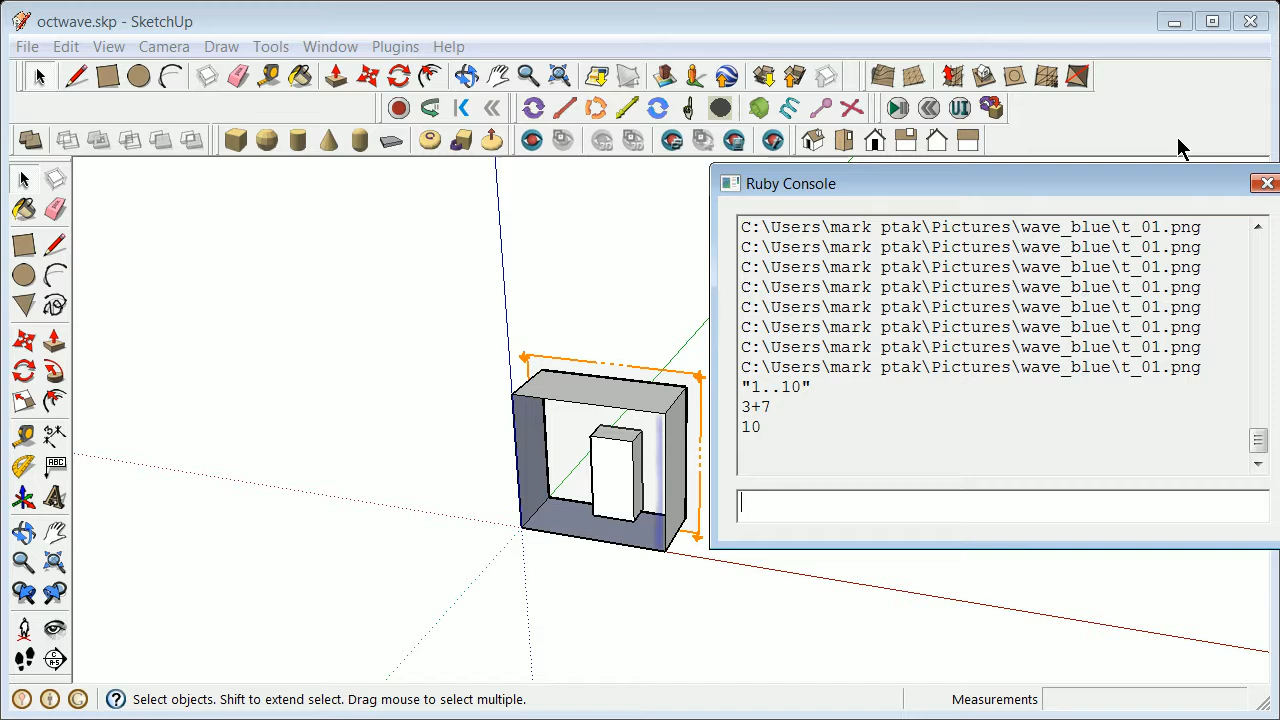 octwave.skp - SketchUp
File Edit View Camera Draw Tools Window Plugins Help
UI
Ruby Console
C:\Users\mark ptak\Pictures\wave_blue\t_01.png
C:\Users\mark ptak\Pictures\wave_blue\t_01.png
C:\Users\mark ptak\Pictures\wave_blue\t_01.png
C:\Users\mark ptak\Pictures\wave_blue\t_01.png
C:\Users\mark ptak\Pictures\wave_blue\t_01.png
C:\Users\mark ptak\Pictures\wave_blue\t_01.png
C:\Users\mark ptak\Pictures\wave_blue\t_01.png
C:\Users\mark ptak\Pictures\wave_blue\t_01.png
"1..10"
3+7
10
ABC
Select objects. Shift to extend select. Drag mouse to select multiple.
Measurements